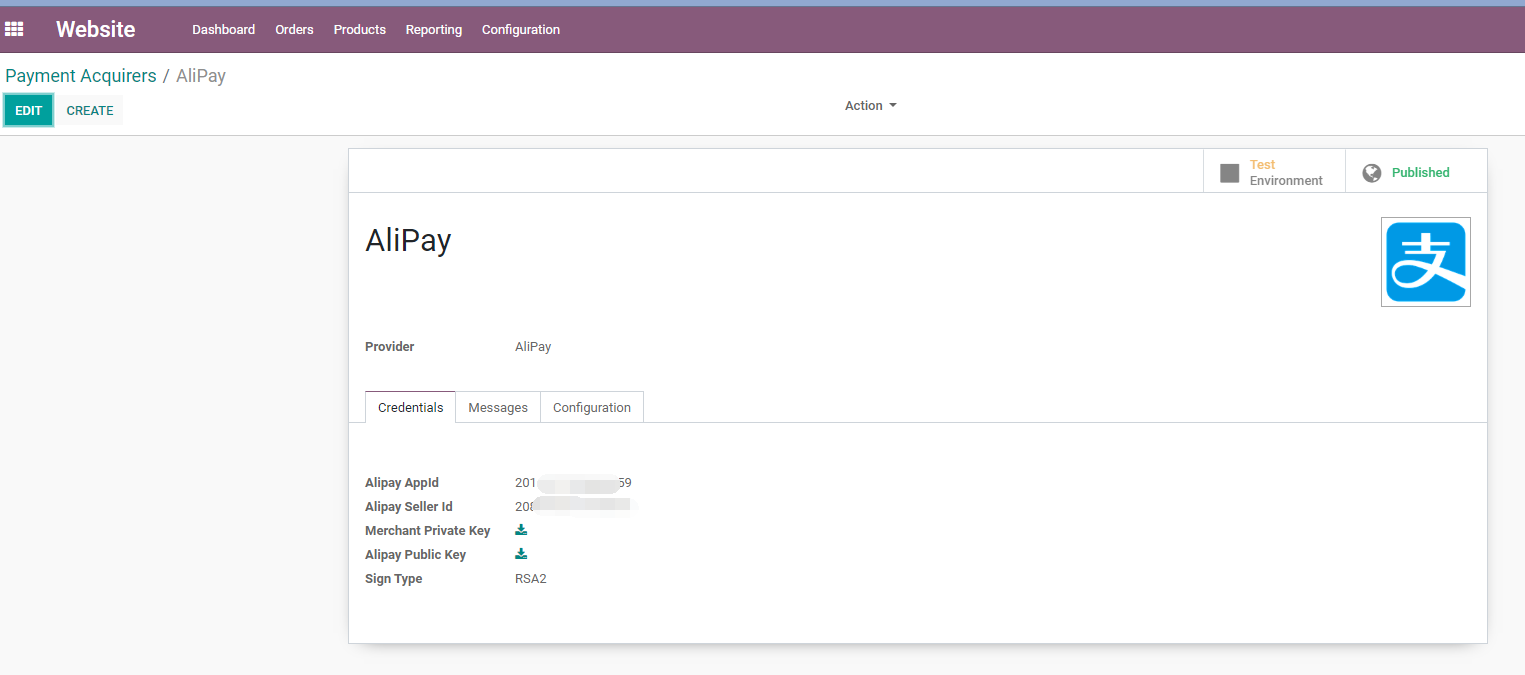 Website Dashboard Orders Products Reporting Configuration
Payment Acquirers / AliPay
EDIT CREATE Action
Test
Environment
Published
AliPay
支
Provider AliPay
Credentials Messages Configuration
Alipay AppId 201 59
Alipay Seller Id 208
Merchant Private Key
Alipay Public Key
Sign Type RSA2